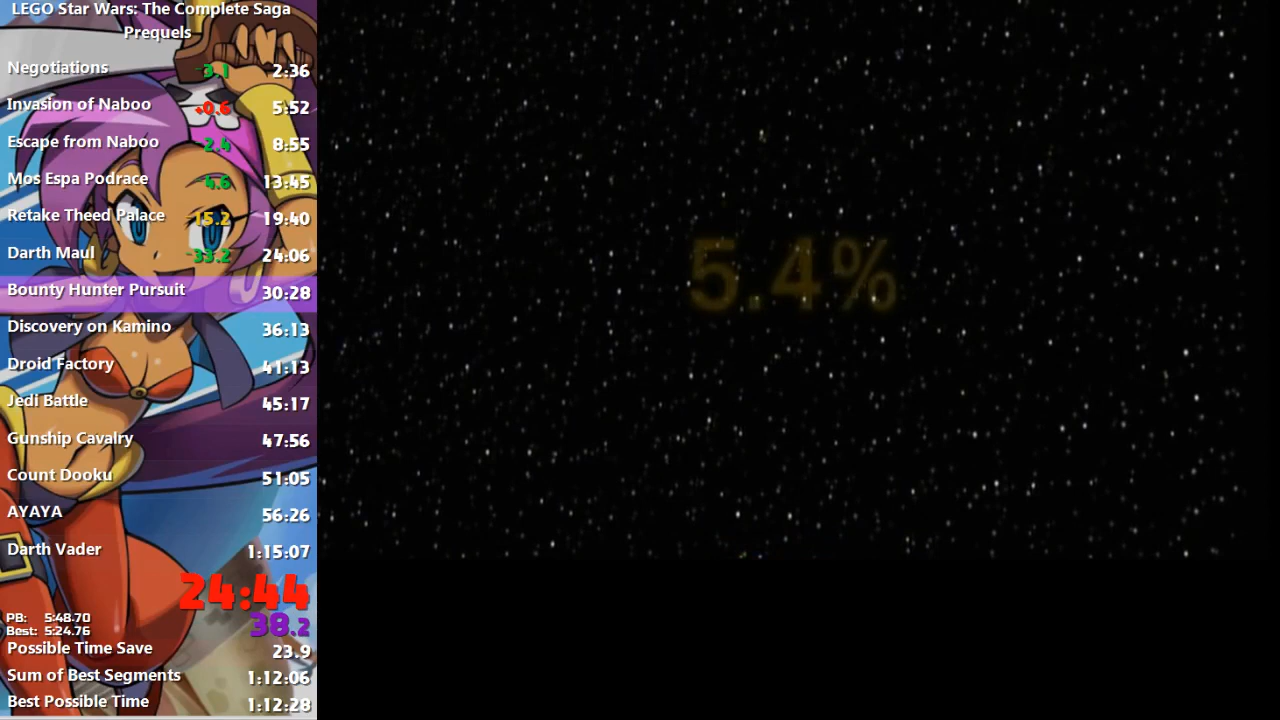 LEGO Star Wars: The Complete Saga
Prequels
Negotiations -3.1 2:36
Invasion of Naboo +0.6 5:52
Escape from Naboo -2.4 8:55
Mos Espa Podrace -4.6 13:45
Retake Theed Palace -15.2 19:40
Darth Maul -33.2 24:06
Bounty Hunter Pursuit 30:28
Discovery on Kamino 36:13
Droid Factory 41:13
Jedi Battle 45:17
Gunship Cavalry 47:56
Count Dooku 51:05
AYAYA 56:26
Darth Vader 1:15:07
24:44
PB: 5:48.70
Best: 5:24.76 38.2
Possible Time Save 23.9
Sum of Best Segments 1:12:06
Best Possible Time 1:12:28
5.4%